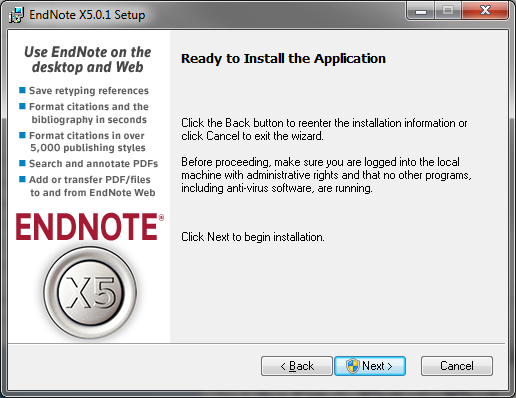 EndNote X5.0.1 Setup
Use EndNote on the
desktop and Web
Save retyping references
Format citations and the
bibliography in seconds
Format citations in over
5,000 publishing styles
Search and annotate PDFs
Add or transfer PDF/files
to and from EndNote Web
ENDNOTE®
X5
Ready to Install the Application
Click the Back button to reenter the installation information or
click Cancel to exit the wizard.
Before proceeding, make sure you are logged into the local
machine with administrative rights and that no other programs,
including anti-virus software, are running.
Click Next to begin installation.
< Back
Next >
Cancel